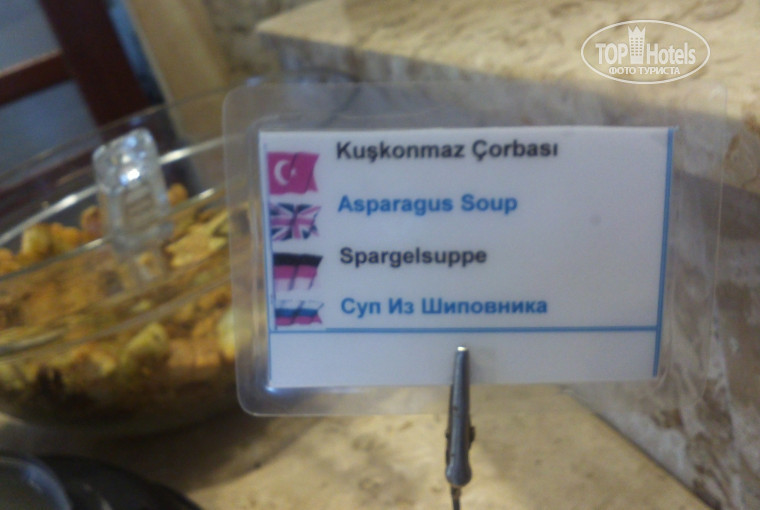 TOP Hotels
ФОТО ТУРИСТА
Kuşkonmaz Çorbası
Asparagus Soup
Spargelsuppe
Суп Из Шиповника